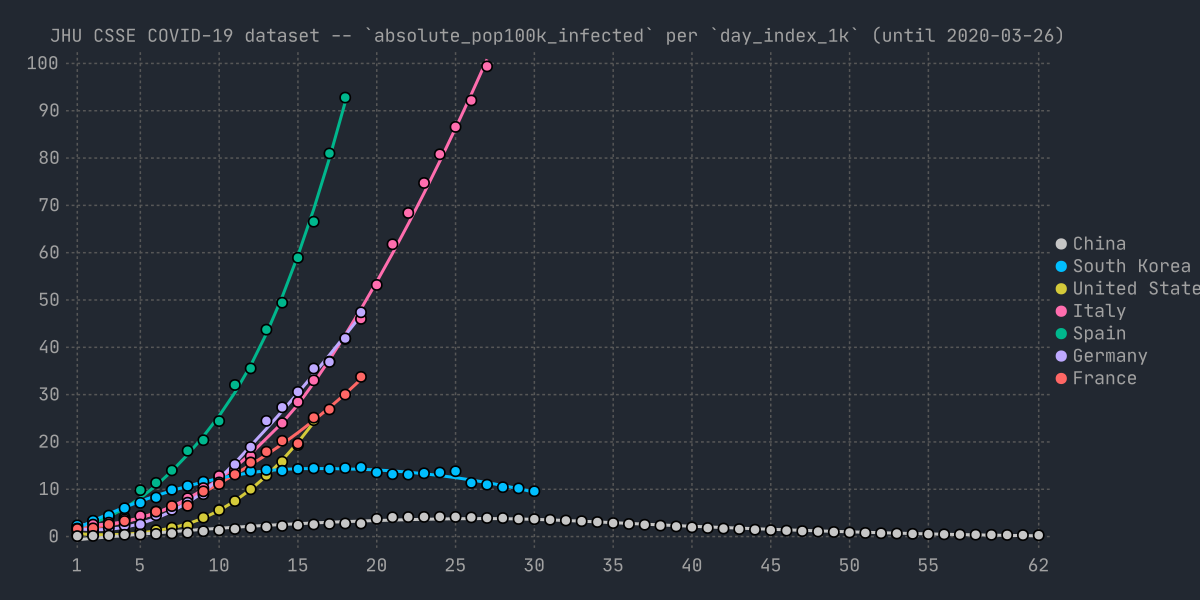 JHU CSSE COVID-19 dataset -- `absolute_pop100k_infected` per `day_index_1k` (until 2020-03-26)
100
90
80
70
60
50
40
30
20
10
0
1 5 10 15 20 25 30 35 40 45 50 55 62
China
South Korea
United State
Italy
Spain
Germany
France